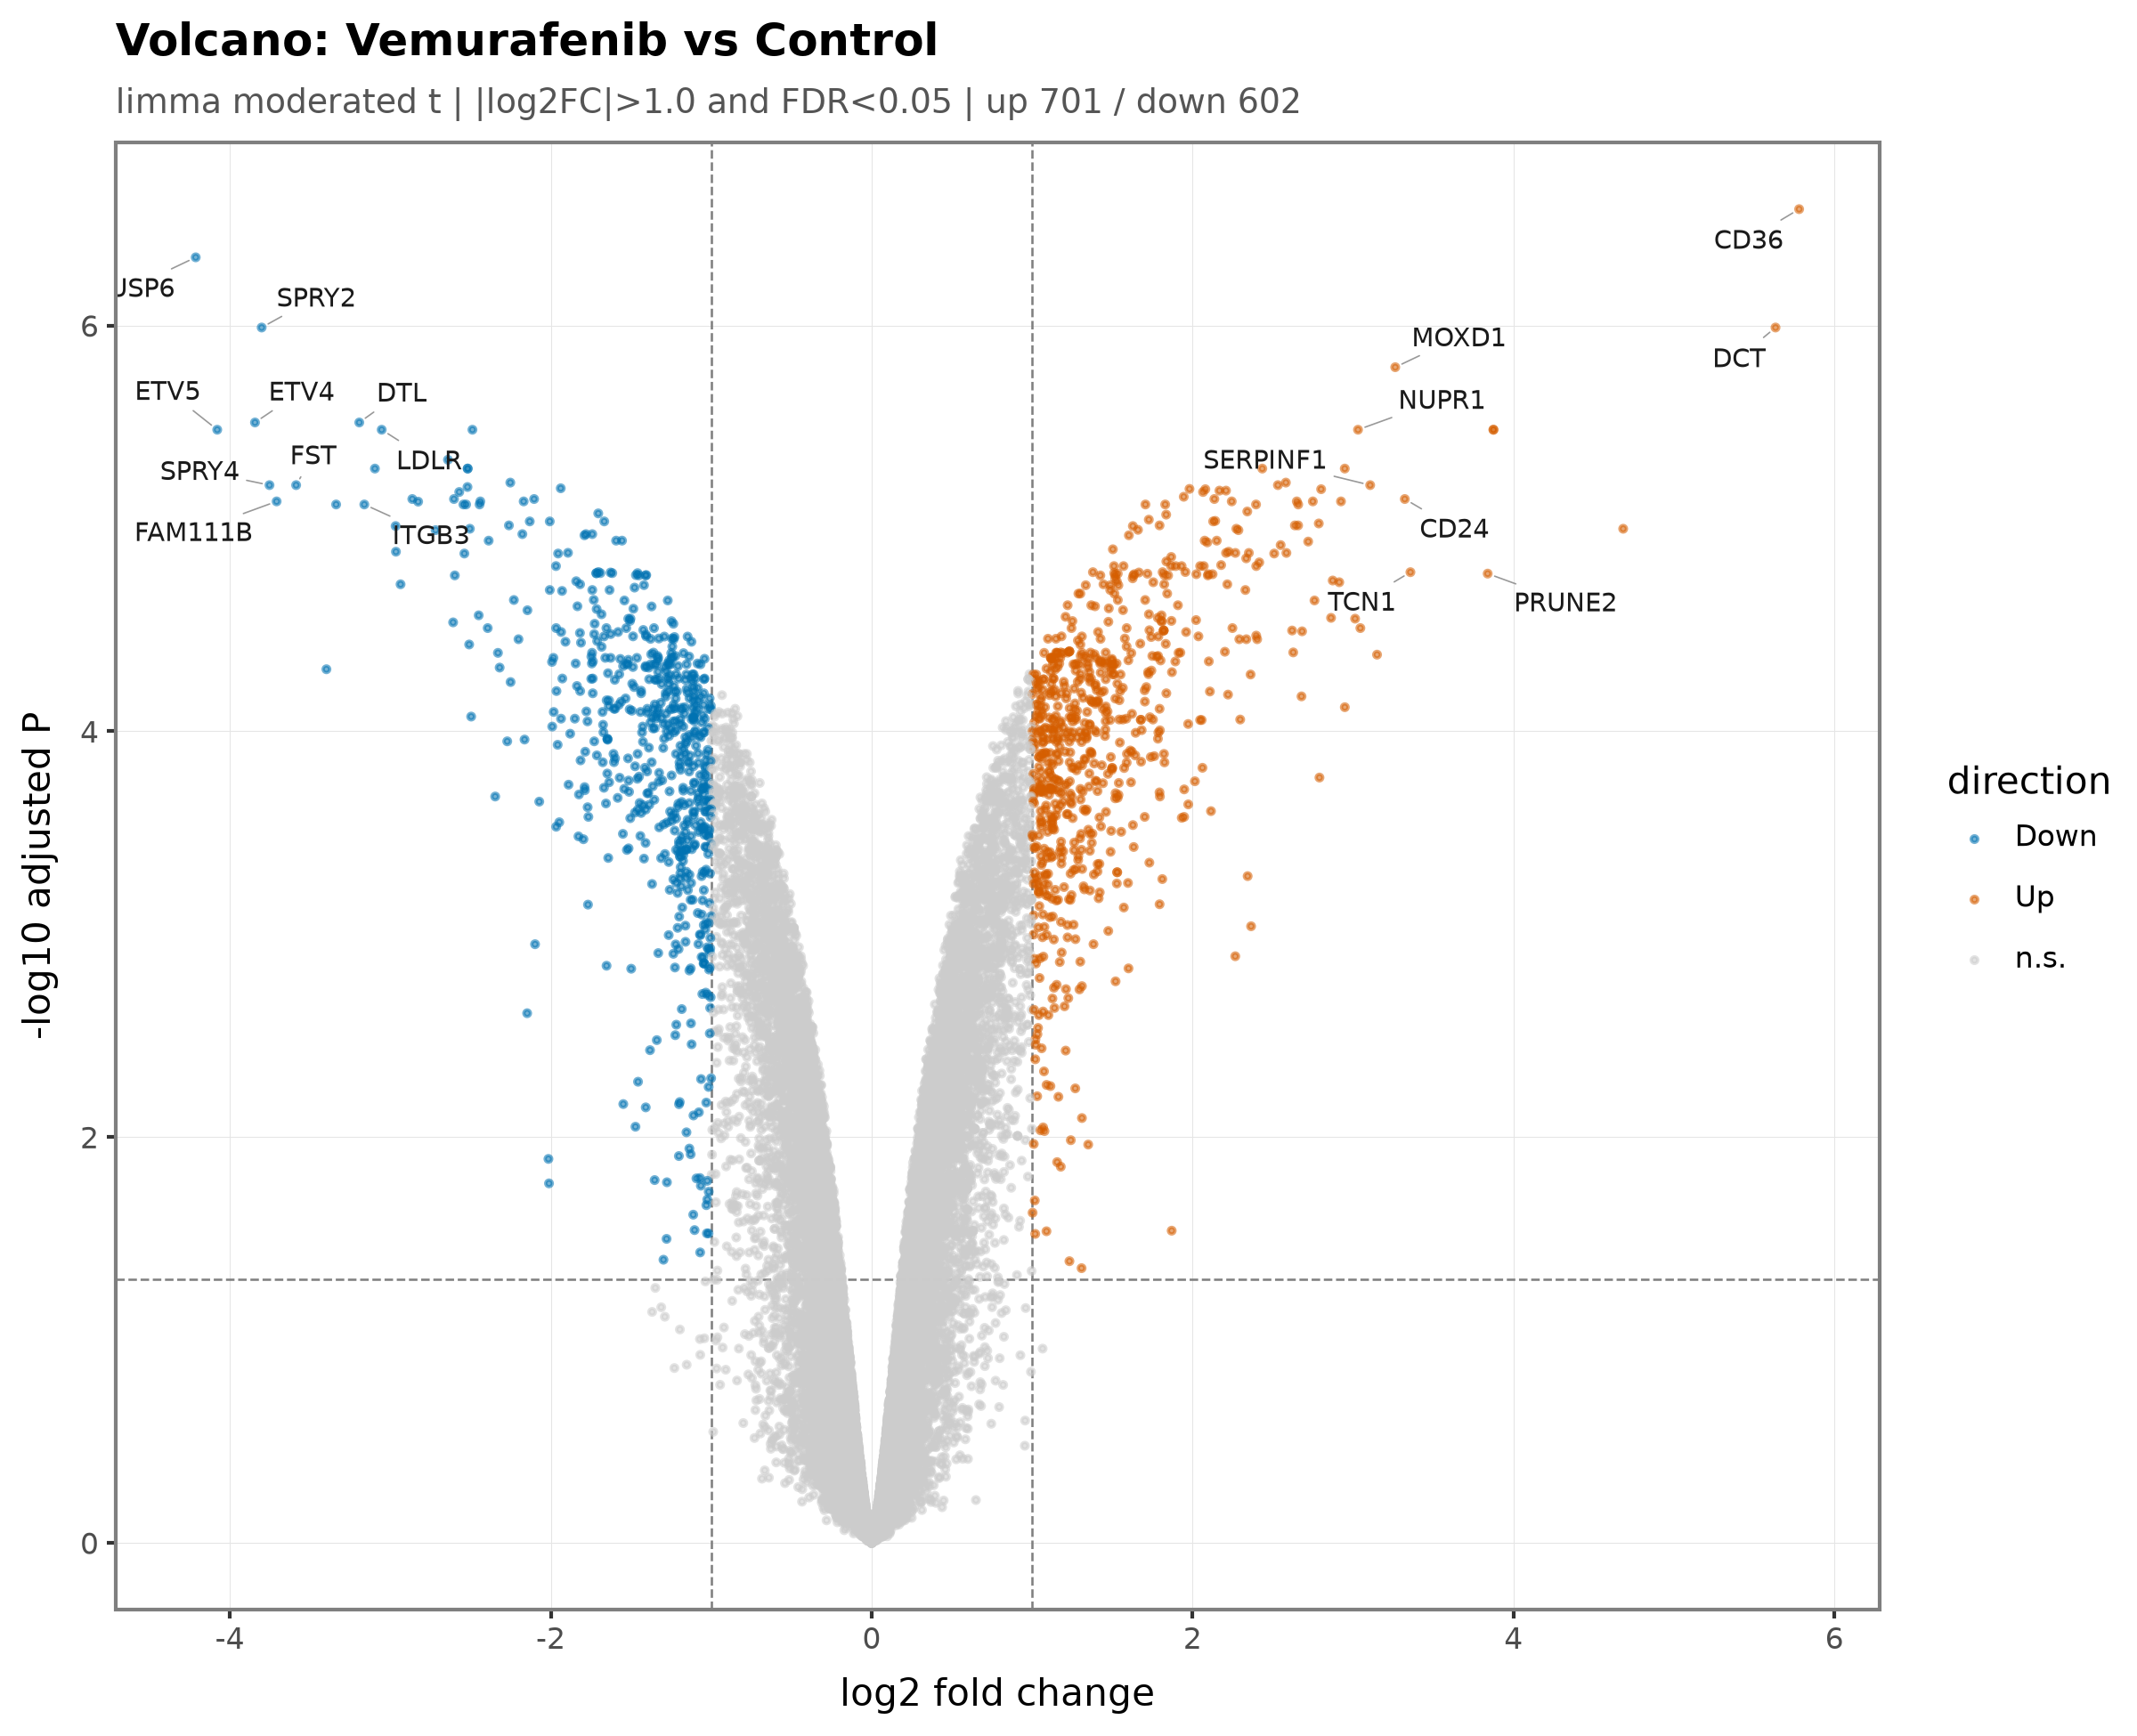 Volcano: Vemurafenib vs Control
limma moderated t | |log2FC|>1.0 and FDR<0.05 | up 701 / down 602
CD36
USP6
SPRY2
MOXD1
DCT
ETV5
ETV4
DTL
NUPR1
FST
LDLR
SERPINF1
SPRY4
FAM111B
ITGB3
CD24
TCN1
PRUNE2
6
4
2
0
-log10 adjusted P
-4
-2
0
2
4
6
log2 fold change
direction
Down
Up
n.s.